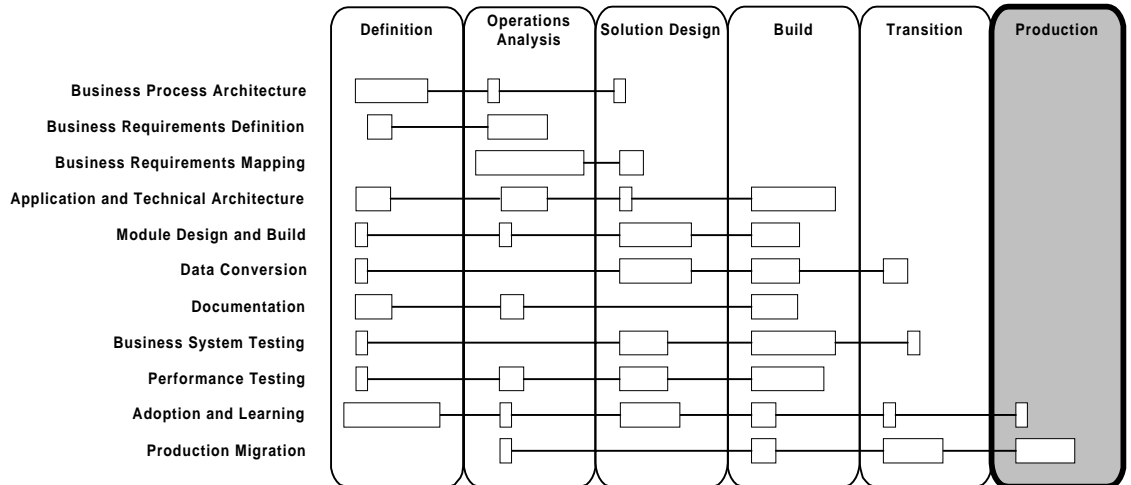 Definition
Operations
Analysis
Solution Design
Build
Transition
Production
Business Process Architecture
Business Requirements Definition
Business Requirements Mapping
Application and Technical Architecture
Module Design and Build
Data Conversion
Documentation
Business System Testing
Performance Testing
Adoption and Learning
Production Migration